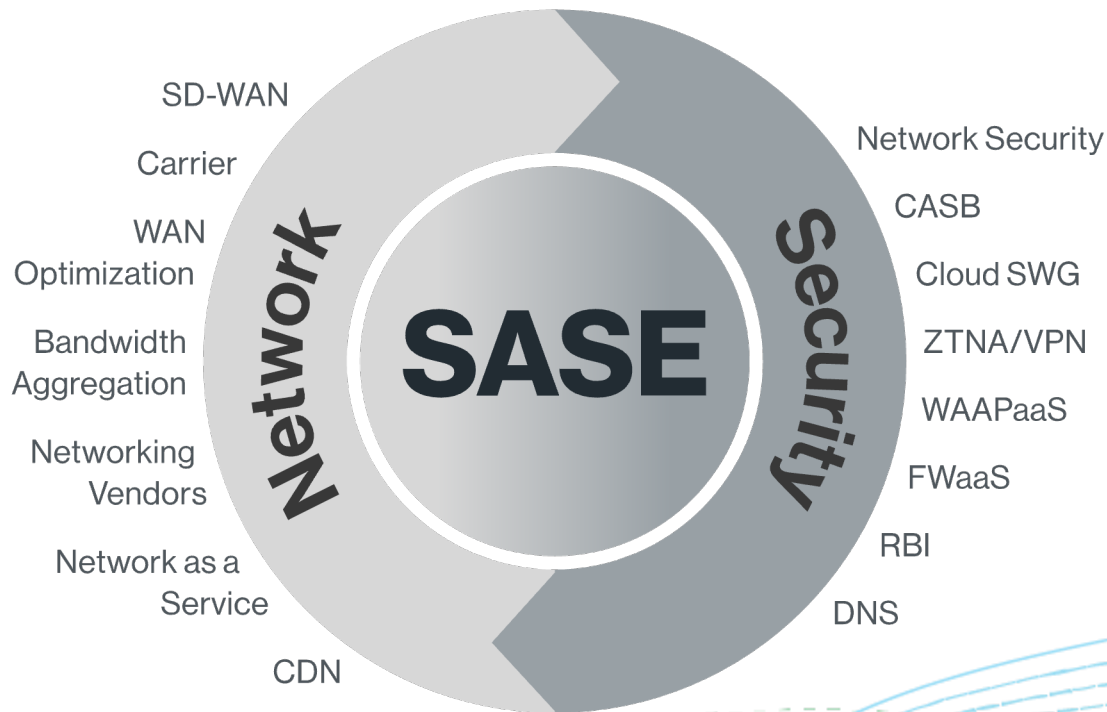 SD-WAN
Carrier
WAN
Optimization
Bandwidth
Aggregation
Networking
Vendors
Network as a
Service
CDN
Network
SASE
Security
Network Security
CASB
Cloud SWG
ZTNA/VPN
WAAPaaS
FWaaS
RBI
DNS